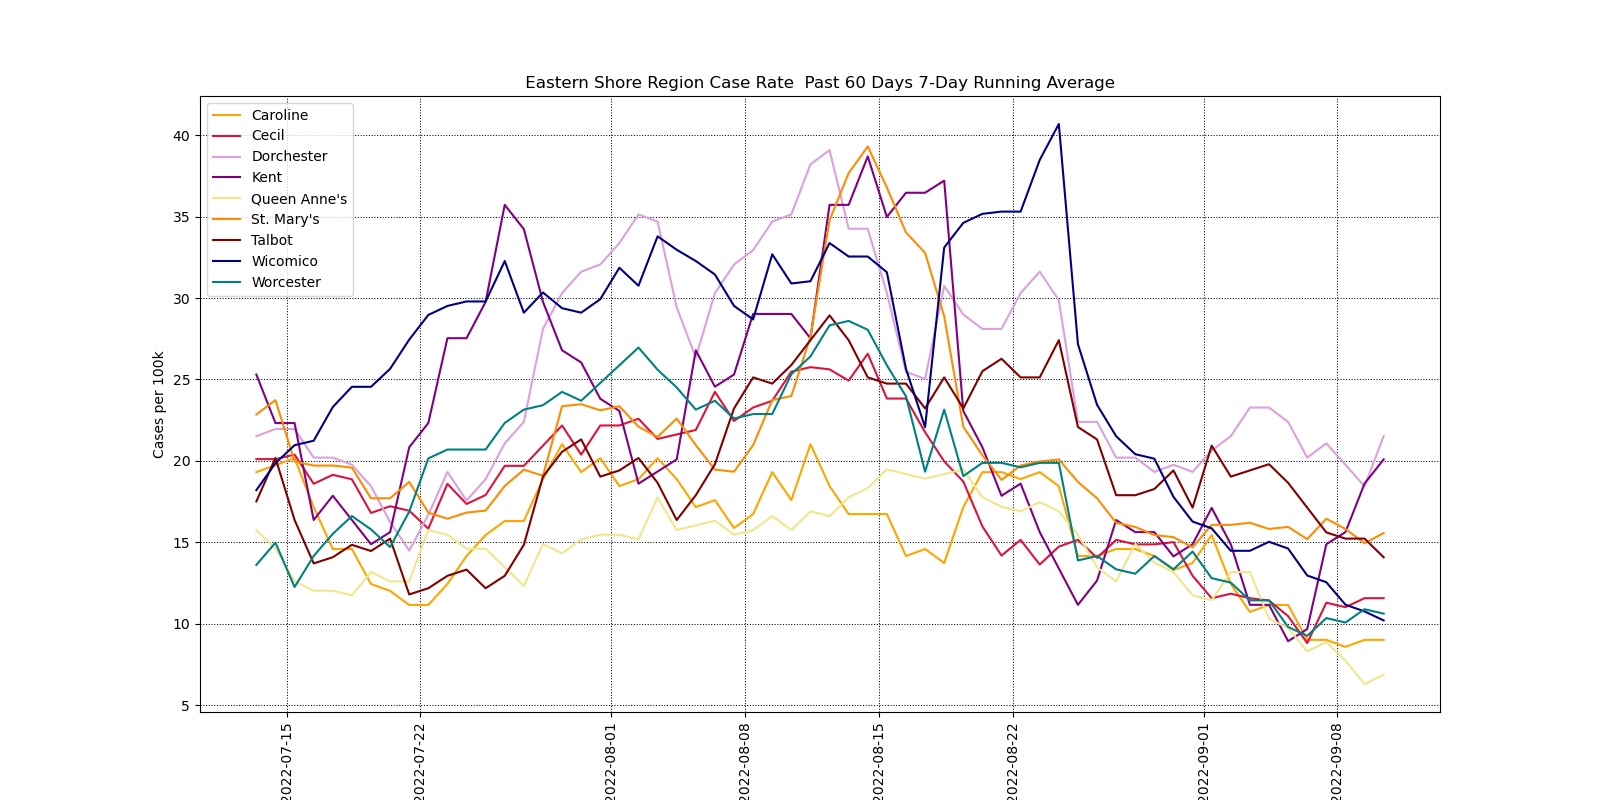 Eastern Shore Region Case Rate  Past 60 Days 7-Day Running Average
Caroline
Cecil
Dorchester
Kent
Queen Anne's
St. Mary's
Talbot
Wicomico
Worcester
Cases per 100k
40
35
30
25
20
15
10
5
2022-07-15
2022-07-22
2022-08-01
2022-08-08
2022-08-15
2022-08-22
2022-09-01
2022-09-08